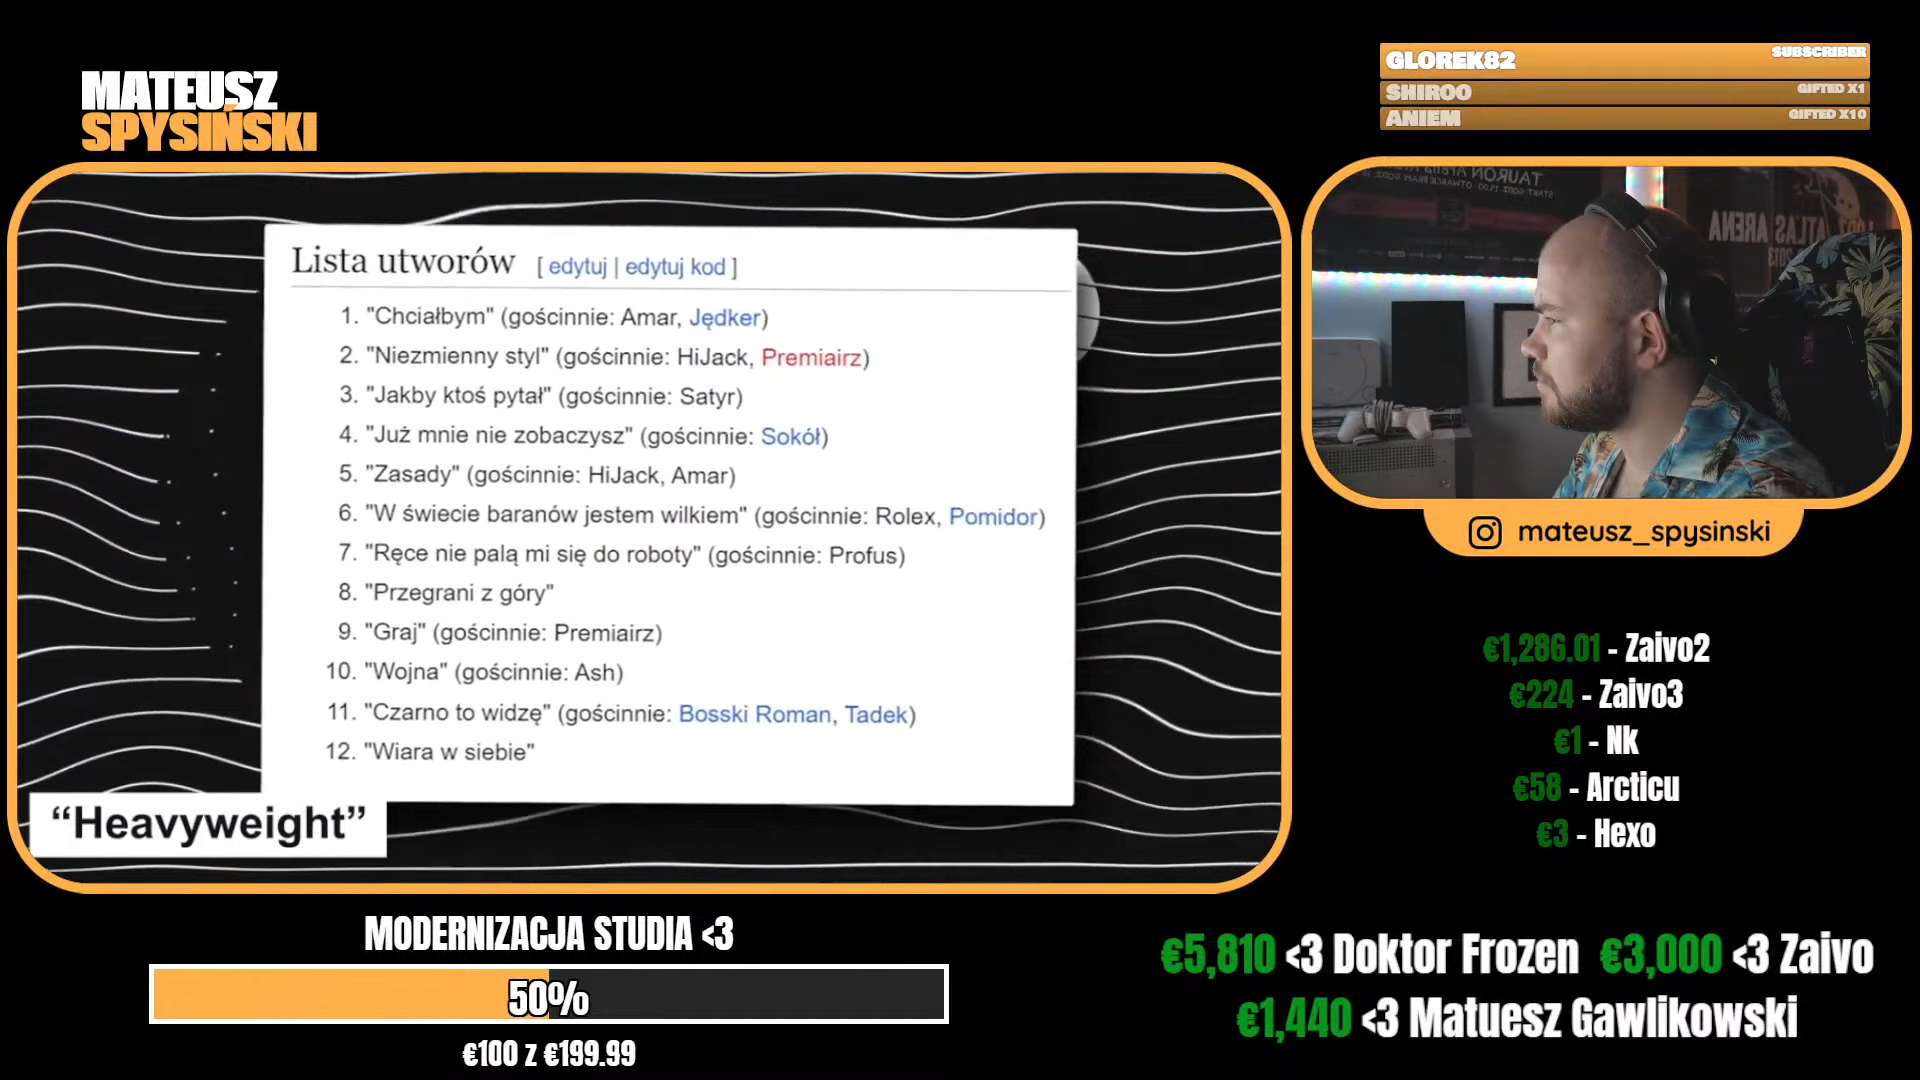 MATEUSZ
SPYSIŃSKI
GLOREK82 SUBSCRIBER
SHIROO GIFTED X1
ANIEM GIFTED X10
Lista utworów [ edytuj | edytuj kod ]
1. "Chciałbym" (gościnnie: Amar, Jędker)
2. "Niezmienny styl" (gościnnie: HiJack, Premiairz)
3. "Jakby ktoś pytał" (gościnnie: Satyr)
4. "Już mnie nie zobaczysz" (gościnnie: Sokół)
5. "Zasady" (gościnnie: HiJack, Amar)
6. "W świecie baranów jestem wilkiem" (gościnnie: Rolex, Pomidor)
7. "Ręce nie palą mi się do roboty" (gościnnie: Profus)
8. "Przegrani z góry"
9. "Graj" (gościnnie: Premiairz)
10. "Wojna" (gościnnie: Ash)
11. "Czarno to widzę" (gościnnie: Bosski Roman, Tadek)
12. "Wiara w siebie"
“Heavyweight”
TAURON Arena
ATLAS ARENA
2013
mateusz_spysinski
€1,286.01 - Zaivo2
€224 - Zaivo3
€1 - Nk
€58 - Arcticu
€3 - Hexo
MODERNIZACJA STUDIA <3
50%
€100 z €199.99
€5,810 <3 Doktor Frozen €3,000 <3 Zaivo
€1,440 <3 Matuesz Gawlikowski